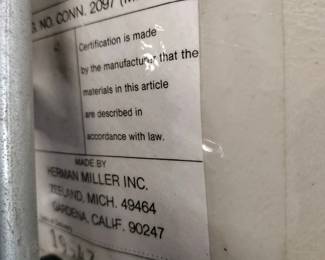 S. NO. CONN. 2097 (M
Certification is made
by the manufacturer that the
materials in this article
are described in
accordance with law.
MADE BY
HERMAN MILLER INC.
ZEELAND, MICH. 49464
GARDENA, CALIF. 90247